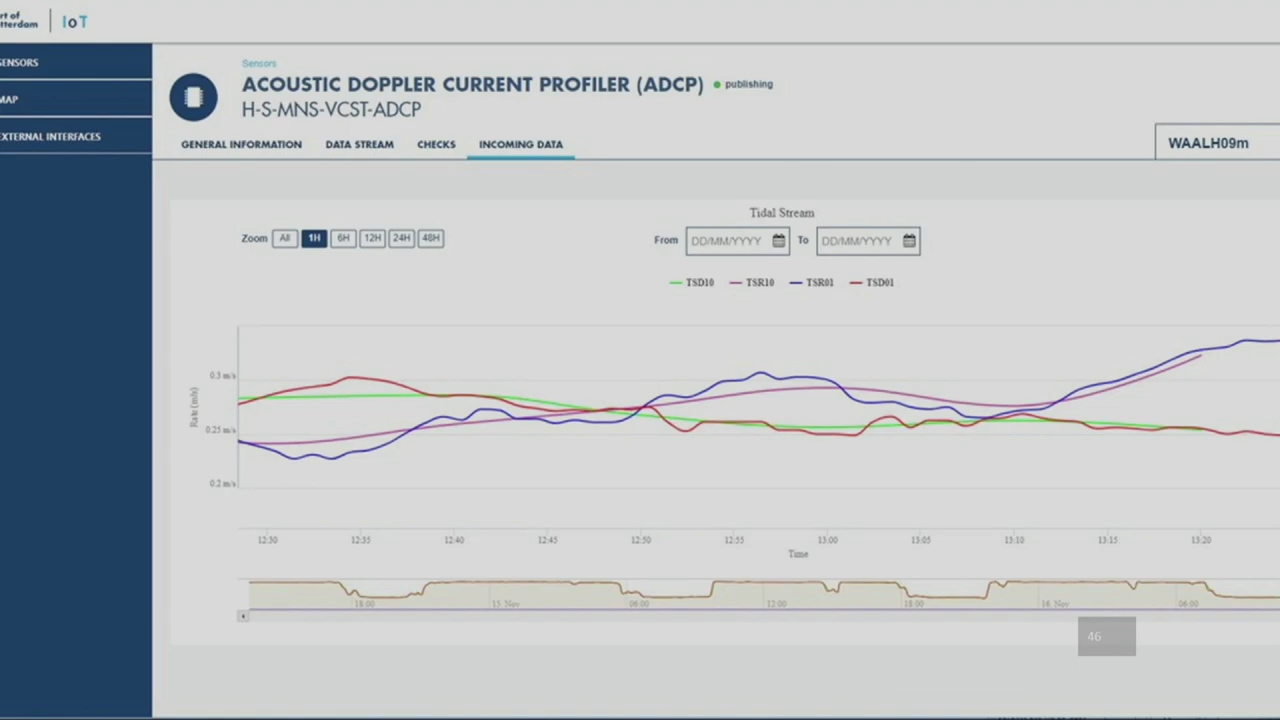 rt of
tterdam
IoT
SENSORS
MAP
EXTERNAL INTERFACES
Sensors
ACOUSTIC DOPPLER CURRENT PROFILER (ADCP) publishing
H-S-MNS-VCST-ADCP
GENERAL INFORMATION DATA STREAM CHECKS INCOMING DATA
WAALH09m
Tidal Stream
Zoom All 1H 6H 12H 24H 48H
From DD/MM/YYYY To DD/MM/YYYY
TSD10 TSR10 TSR01 TSD01
0.3 m/s
0.25 m/s
0.2 m/s
Rate (m/s)
12:30 12:35 12:40 12:45 12:50 12:55 13:00 13:05 13:10 13:15 13:20
Time
18:00 15. Nov 06:00 12:00 18:00 16. Nov 06:00
46